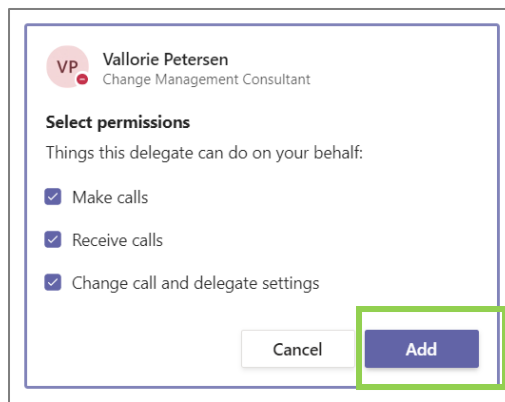 VP
Vallorie Petersen
Change Management Consultant
Select permissions
Things this delegate can do on your behalf:
Make calls
Receive calls
Change call and delegate settings
Cancel
Add